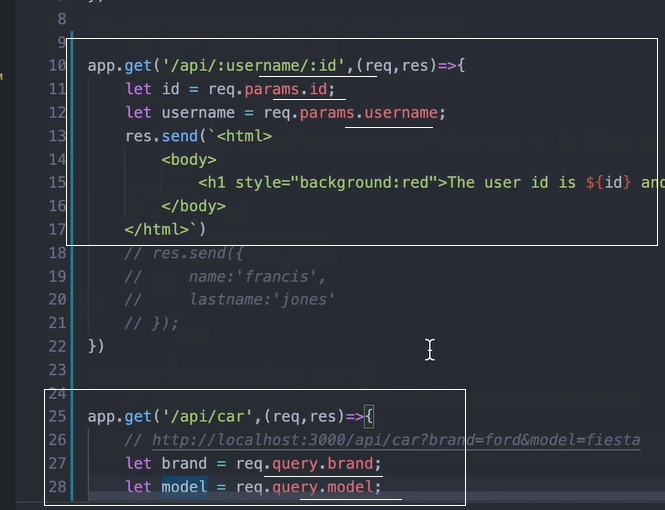 8
9
10 app.get('/api/:username/:id',(req,res)=>{
11 let id = req.params.id;
12 let username = req.params.username;
13 res.send(`<html>
14 <body>
15 <h1 style="background:red">The user id is ${id} and
16 </body>
17 </html>`)
18 // res.send({
19 // name:'francis',
20 // lastname:'jones'
21 // });
22 })
23
24
25 app.get('/api/car',(req,res)=>{
26 // http://localhost:3000/api/car?brand=ford&model=fiesta
27 let brand = req.query.brand;
28 let model = req.query.model;